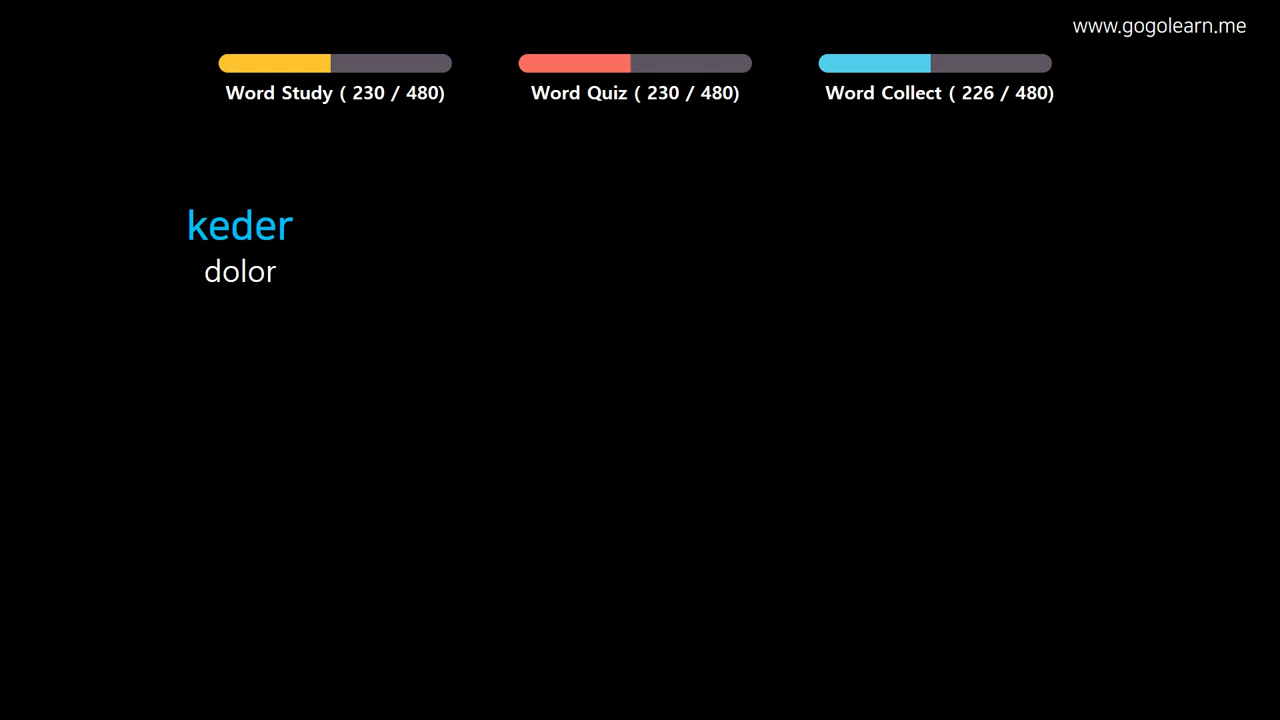 www.gogolearn.me
Word Study ( 230 / 480)
Word Quiz ( 230 / 480)
Word Collect ( 226 / 480)
keder
dolor